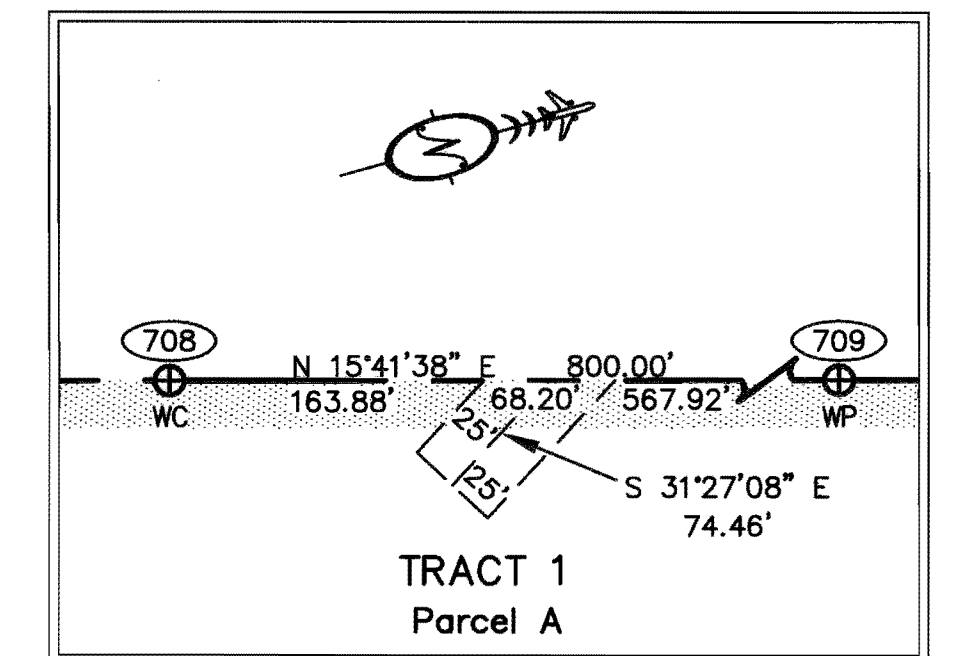 N
708
709
N 15°41'38" E 800.00'
163.88' 68.20' 567.92'
WC
WP
25'
25'
S 31°27'08" E
74.46'
TRACT 1
Parcel A